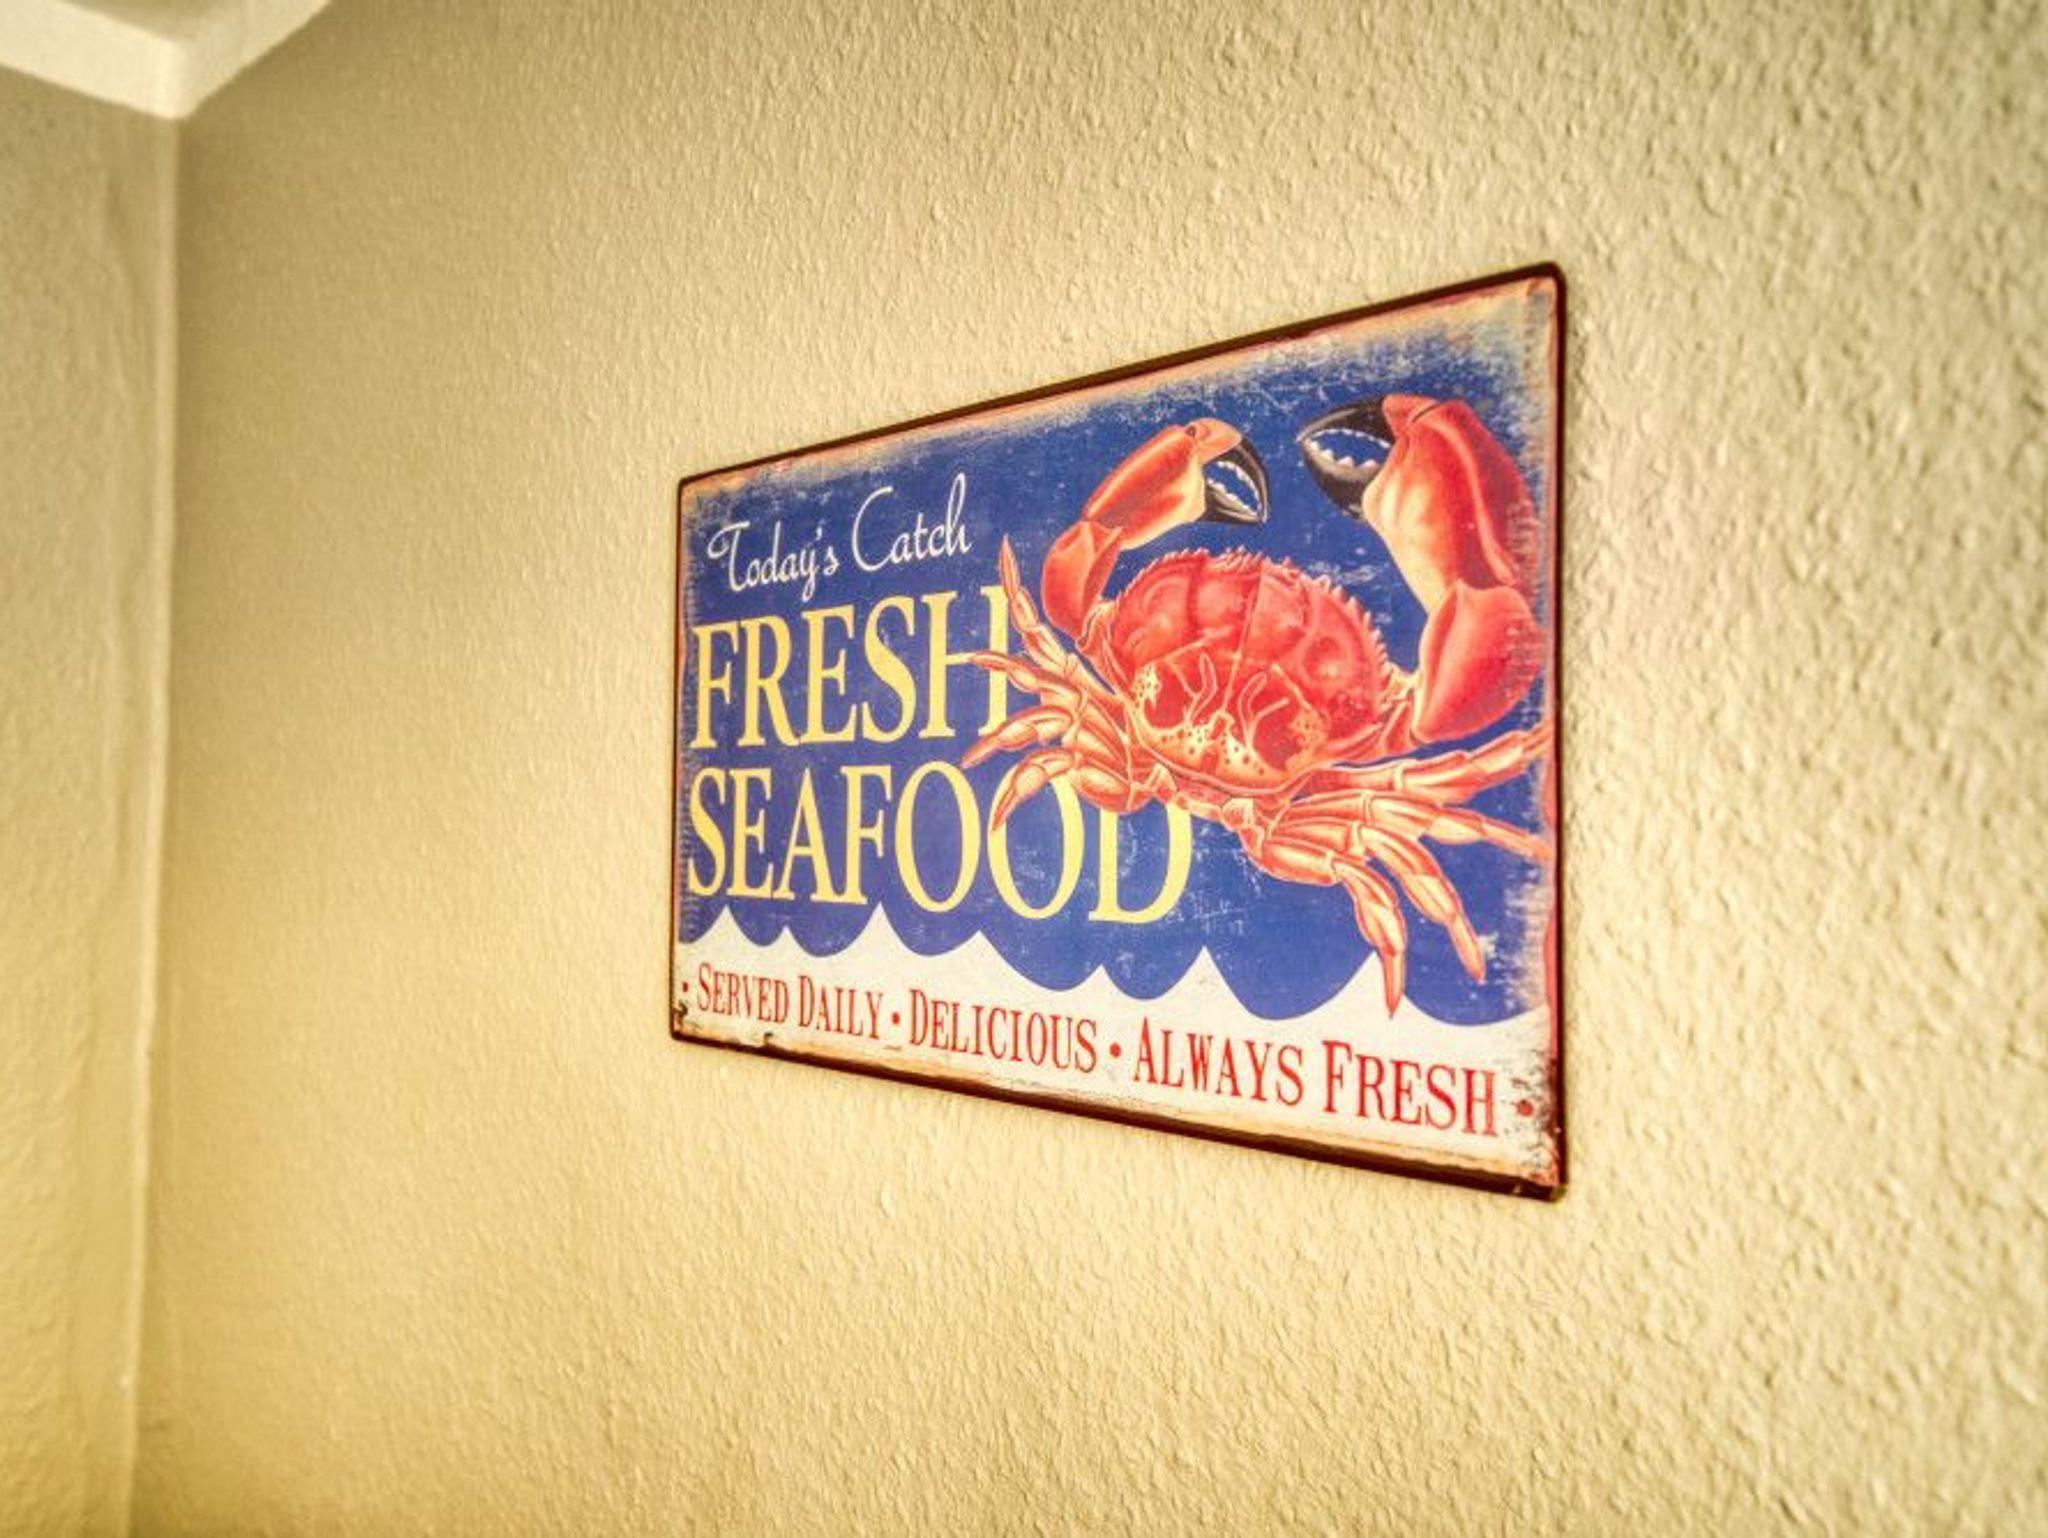 Today's Catch
FRESH
SEAFOOD
• SERVED DAILY • DELICIOUS • ALWAYS FRESH •